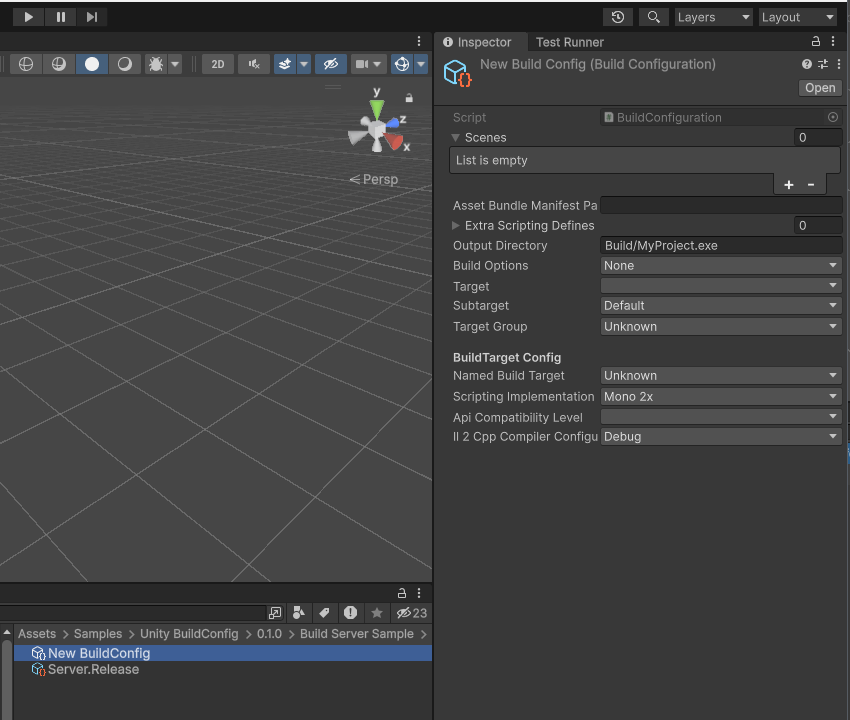 Layers
Layout
Inspector
Test Runner
2D
New Build Config (Build Configuration)
Open
y
z
x
Persp
Script
BuildConfiguration
Scenes
0
List is empty
+ -
Asset Bundle Manifest Pa
Extra Scripting Defines
0
Output Directory
Build/MyProject.exe
Build Options
None
Target
Subtarget
Default
Target Group
Unknown
BuildTarget Config
Named Build Target
Unknown
Scripting Implementation
Mono 2x
Api Compatibility Level
Il 2 Cpp Compiler Configu
Debug
23
Assets > Samples > Unity BuildConfig > 0.1.0 > Build Server Sample >
New BuildConfig
Server.Release